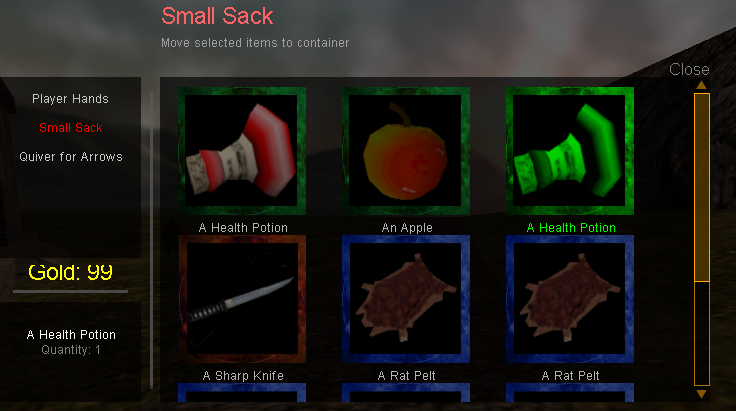 Small Sack
Move selected items to container
Close
Player Hands
Small Sack
Quiver for Arrows
Gold: 99
A Health Potion
Quantity: 1
A Health Potion
An Apple
A Health Potion
A Sharp Knife
A Rat Pelt
A Rat Pelt